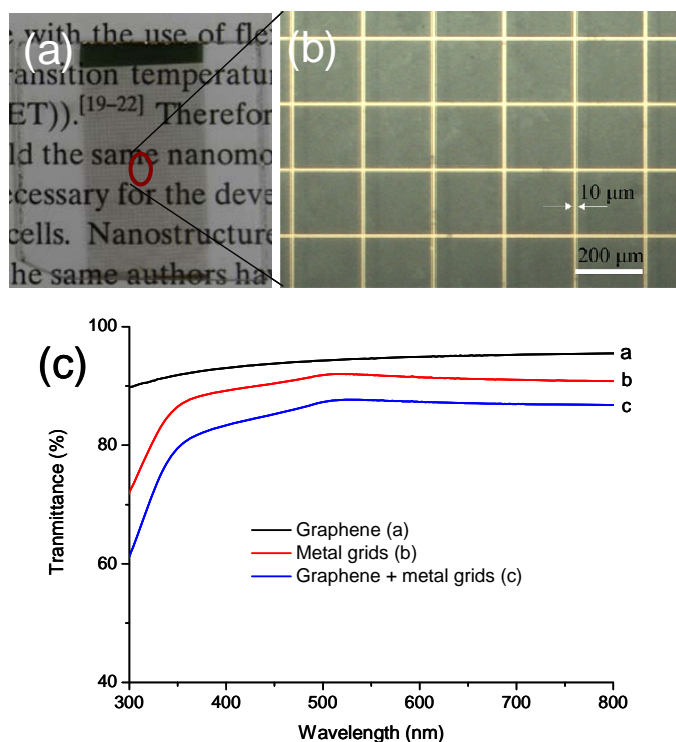 (a)
e with the use of fle
ransition temperatur
ET)).[19–22] Therefor
ld the same nanomo
ecessary for the deve
cells. Nanostructure
he same authors ha
(b)
10 μm
200 μm
(c)
100
80
60
40
Tranmittance (%)
a
b
c
Graphene (a)
Metal grids (b)
Graphene + metal grids (c)
300 400 500 600 700 800
Wavelength (nm)